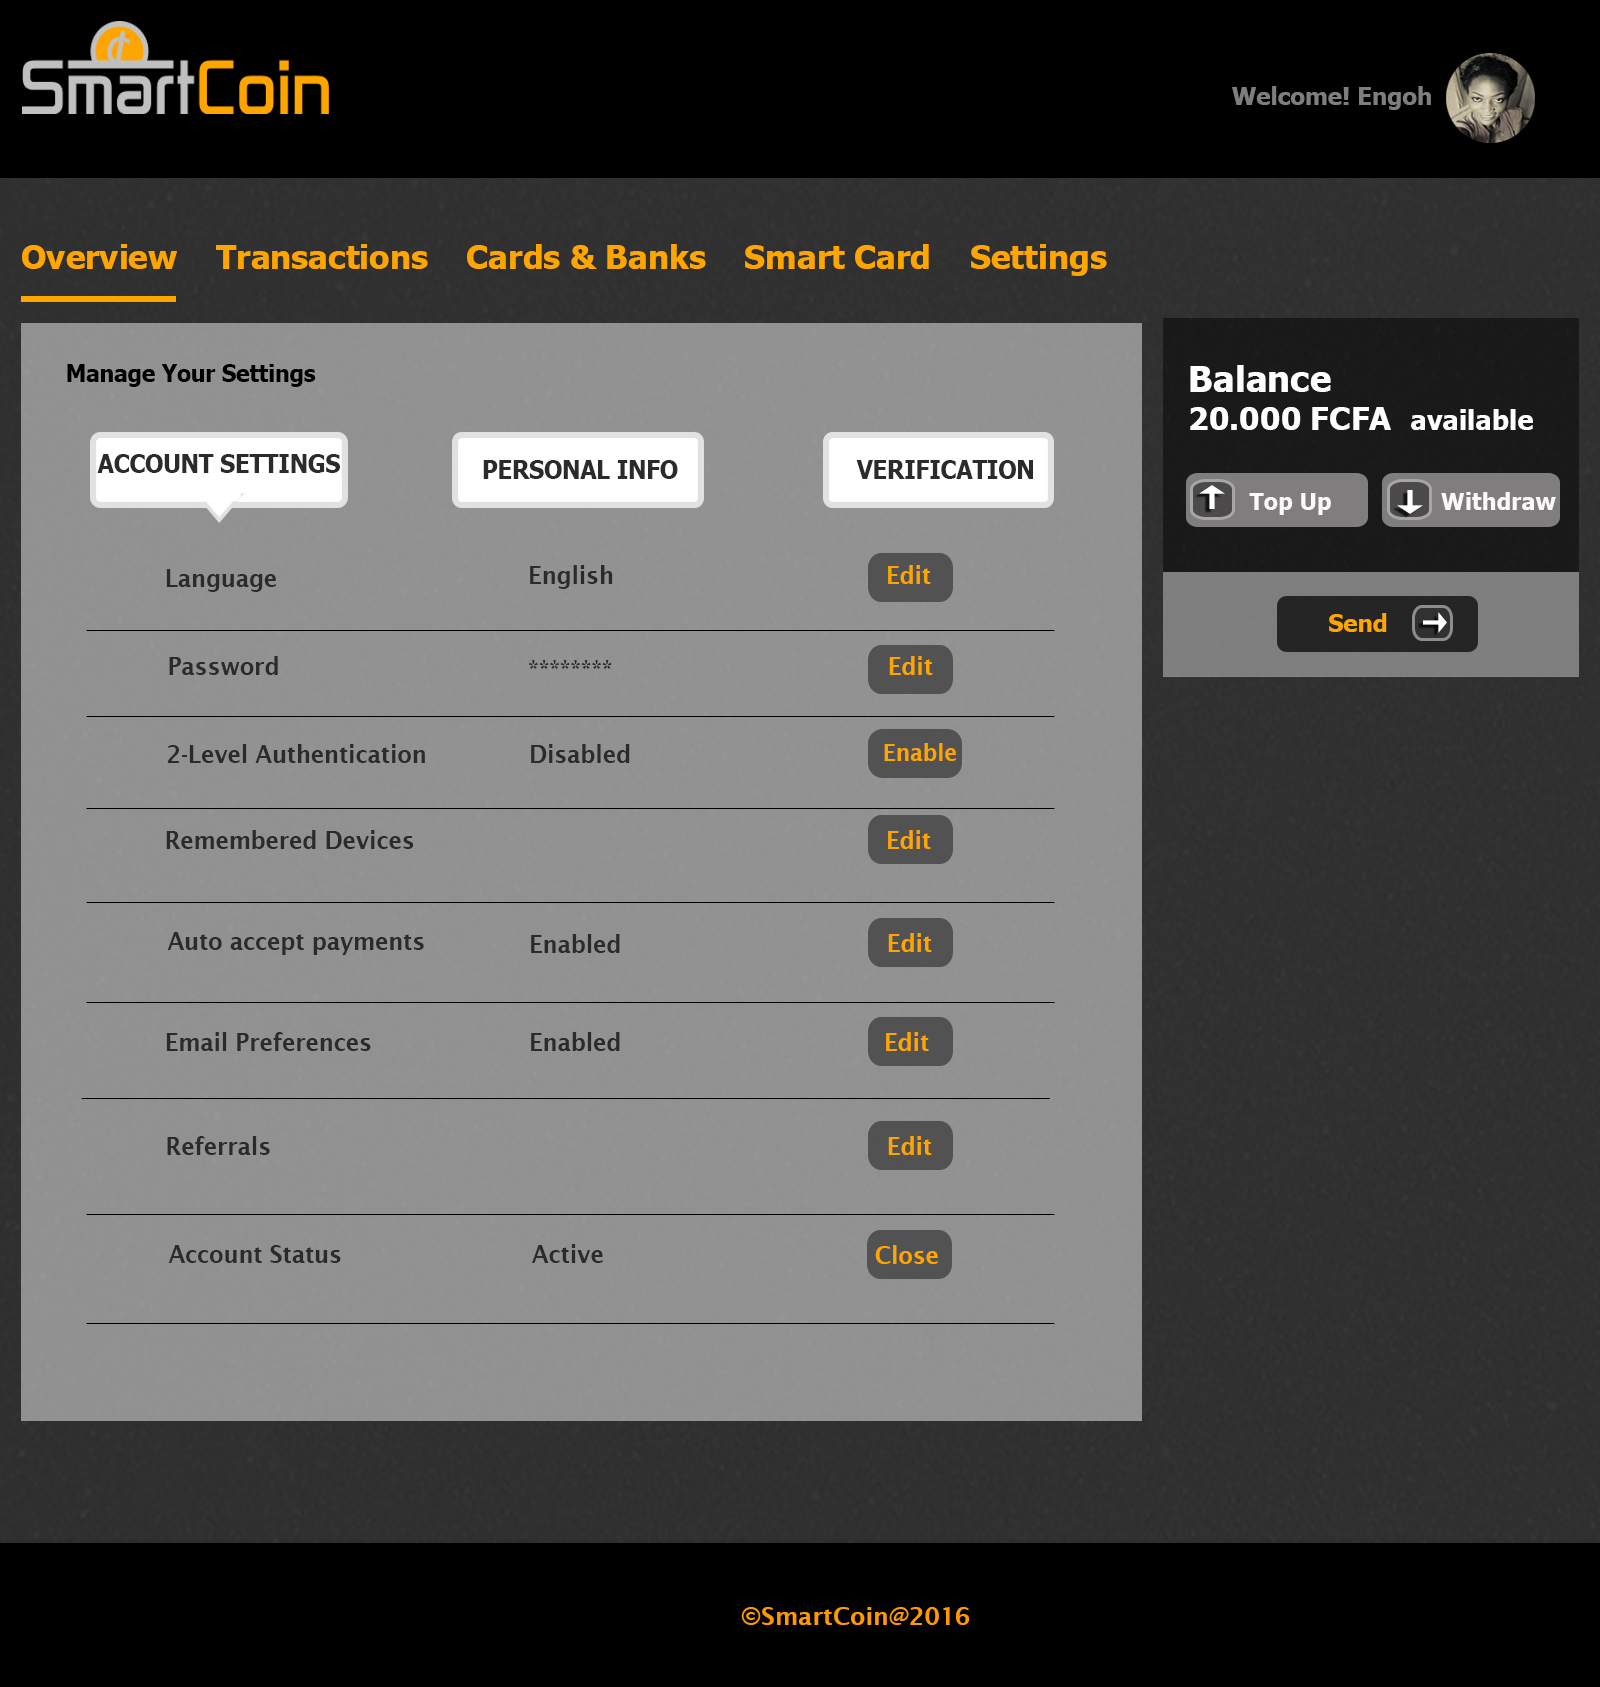 SmartCoin
Welcome! Engoh
Overview Transactions Cards & Banks Smart Card Settings
Manage Your Settings
ACCOUNT SETTINGS PERSONAL INFO VERIFICATION
Language English Edit
Password ******** Edit
2-Level Authentication Disabled Enable
Remembered Devices Edit
Auto accept payments Enabled Edit
Email Preferences Enabled Edit
Referrals Edit
Account Status Active Close
Balance
20.000 FCFA available
Top Up Withdraw
Send
©SmartCoin@2016